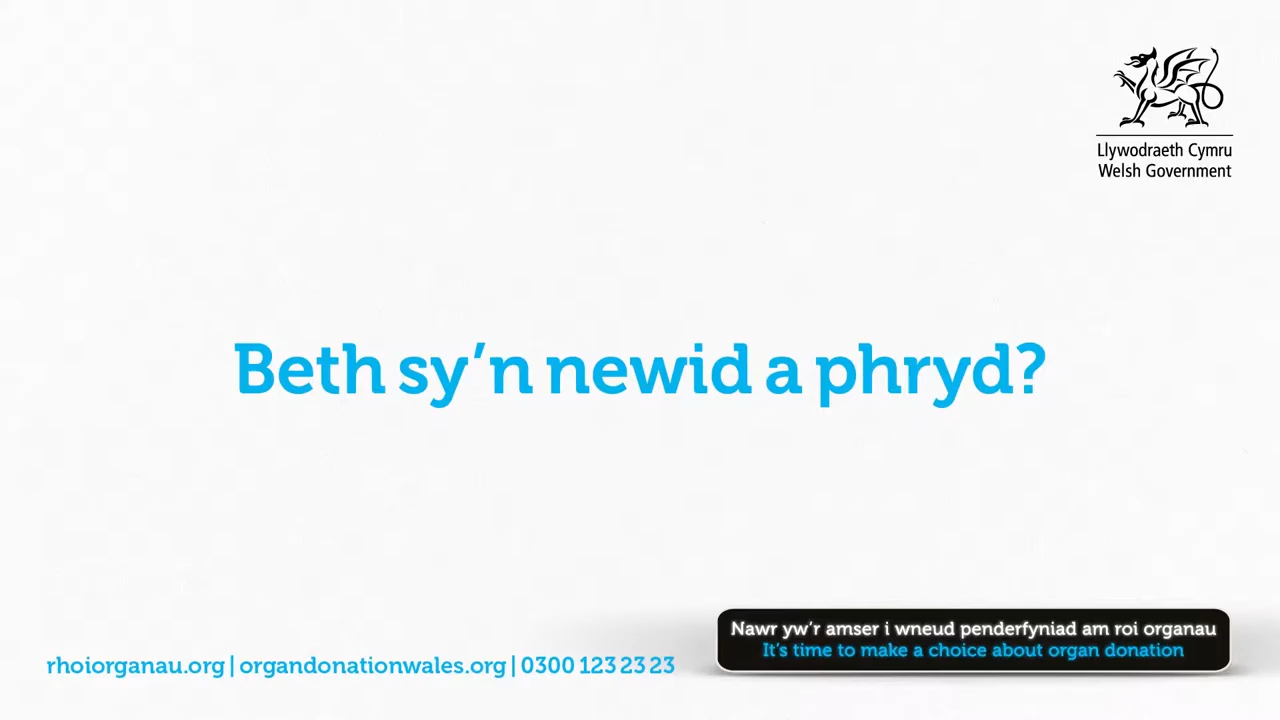 Llywodraeth Cymru
Welsh Government
Beth sy'n newid a phryd?
rhoiorganau.org | organdonationwales.org | 0300 123 23 23
Nawr yw'r amser i wneud penderfyniad am roi organau
It's time to make a choice about organ donation